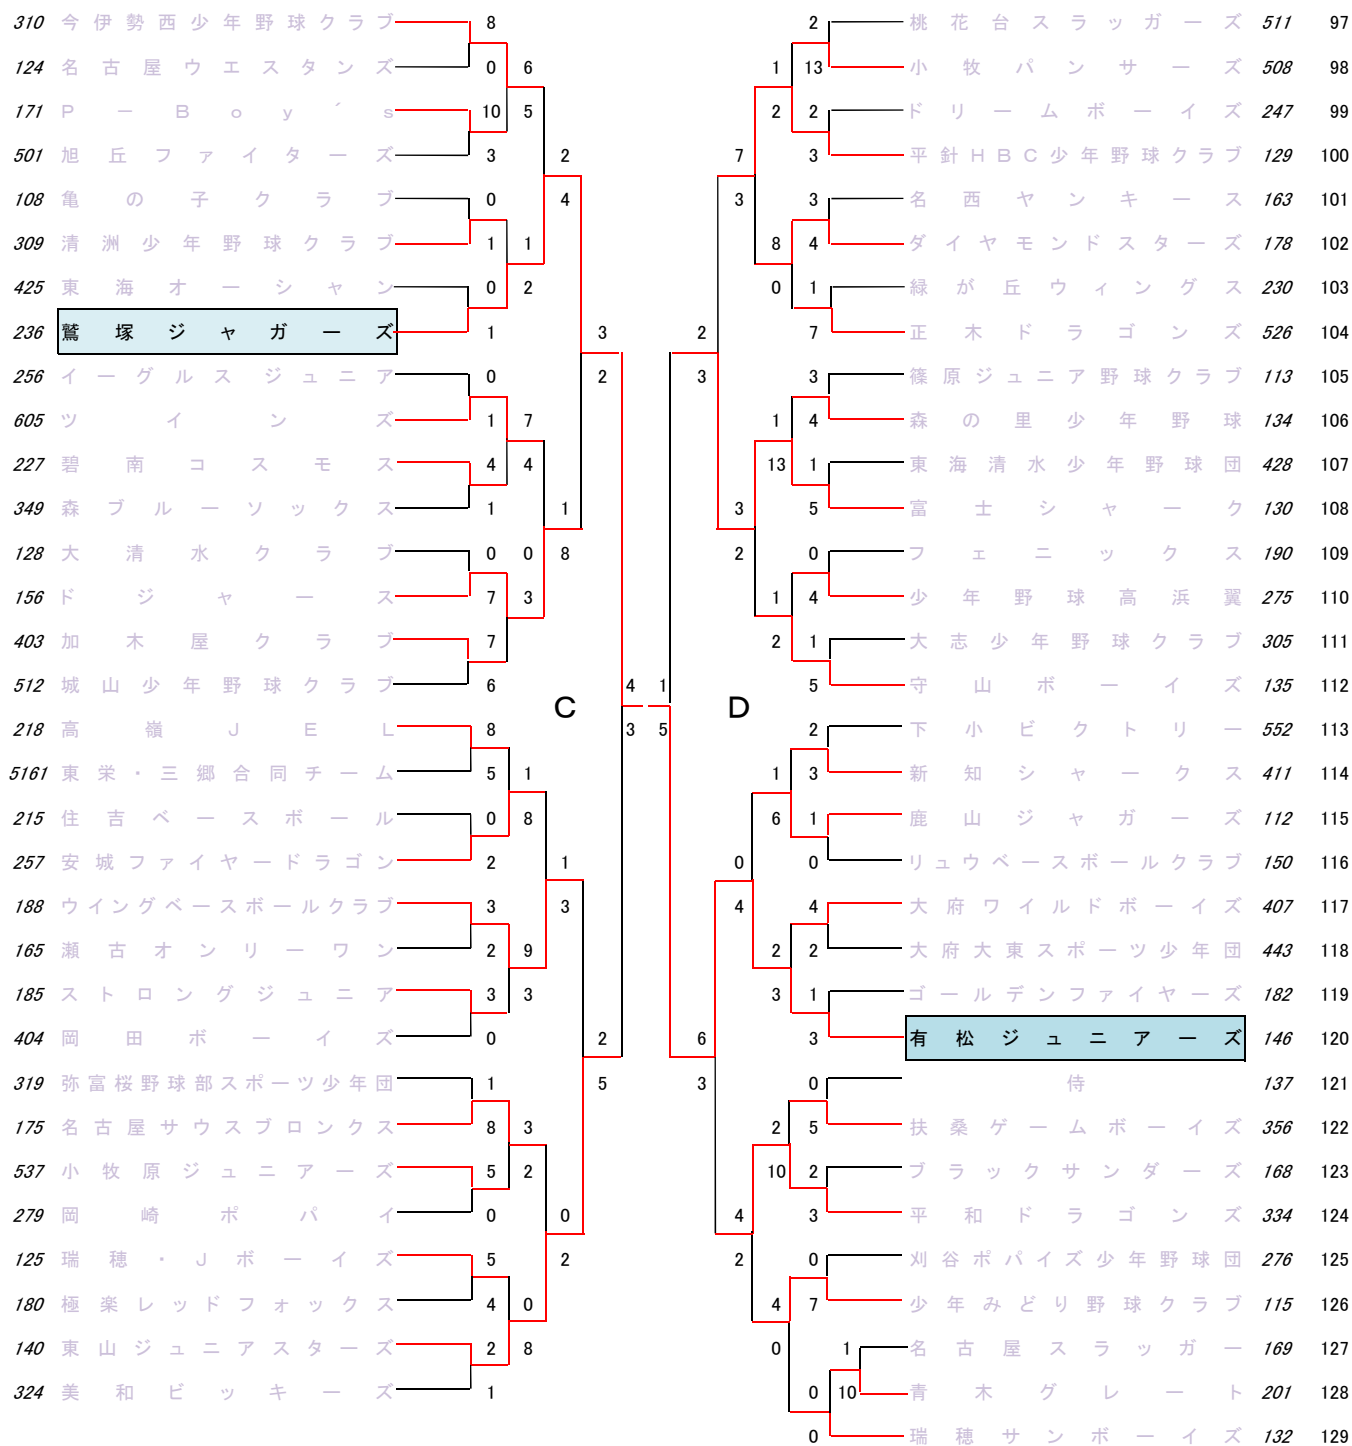 310 今伊勢西少年野球クラブ 8 2 桃花台スラッガーズ 511 97
124 名古屋ウエスタンズ 0 6 1 13 小牧パンサーズ 508 98
171 P－Boy´s 10 5 2 2 ドリームボーイズ 247 99
501 旭丘ファイターズ 3 2 7 3 平針HBC少年野球クラブ 129 100
108 亀の子クラブ 0 4 3 3 名西ヤンキース 163 101
309 清洲少年野球クラブ 1 1 8 4 ダイヤモンドスターズ 178 102
425 東海オーシャン 0 2 0 1 緑が丘ウィングス 230 103
236 鷲塚ジャガーズ 1 3 2 7 正木ドラゴンズ 526 104
256 イーグルスジュニア 0 2 3 3 篠原ジュニア野球クラブ 113 105
605 ツインズ 1 7 1 4 森の里少年野球 134 106
227 碧南コスモス 4 4 13 1 東海清水少年野球団 428 107
349 森ブルーソックス 1 1 3 5 富士シャーク 130 108
128 大清水クラブ 0 0 8 2 0 フェニックス 190 109
156 ドジャース 7 3 1 4 少年野球高浜翼 275 110
403 加木屋クラブ 7 2 1 大志少年野球クラブ 305 111
512 城山少年野球クラブ 6 4 1 5 守山ボーイズ 135 112
C D
218 高嶺JEL 8 3 5 2 下小ビクトリー 552 113
5161 東栄・三郷合同チーム 5 1 1 3 新知シャークス 411 114
215 住吉ベースボール 0 8 6 1 鹿山ジャガーズ 112 115
257 安城ファイヤードラゴン 2 1 0 0 リュウベースボールクラブ 150 116
188 ウイングベースボールクラブ 3 3 4 4 大府ワイルドボーイズ 407 117
165 瀬古オンリーワン 2 9 2 2 大府大東スポーツ少年団 443 118
185 ストロングジュニア 3 3 3 1 ゴールデンファイヤーズ 182 119
404 岡田ボーイズ 0 2 6 3 有松ジュニアーズ 146 120
319 弥富桜野球部スポーツ少年団 1 5 3 0 侍 137 121
175 名古屋サウスブロンクス 8 3 2 5 扶桑ゲームボーイズ 356 122
537 小牧原ジュニアーズ 5 2 10 2 ブラックサンダーズ 168 123
279 岡崎ポパイ 0 0 4 3 平和ドラゴンズ 334 124
125 瑞穂・Jボーイズ 5 2 2 0 刈谷ポパイズ少年野球団 276 125
180 極楽レッドフォックス 4 0 4 7 少年みどり野球クラブ 115 126
140 東山ジュニアスターズ 2 8 0 1 名古屋スラッガー 169 127
324 美和ビッキーズ 1 0 10 青木グレート 201 128
0 瑞穂サンボーイズ 132 129